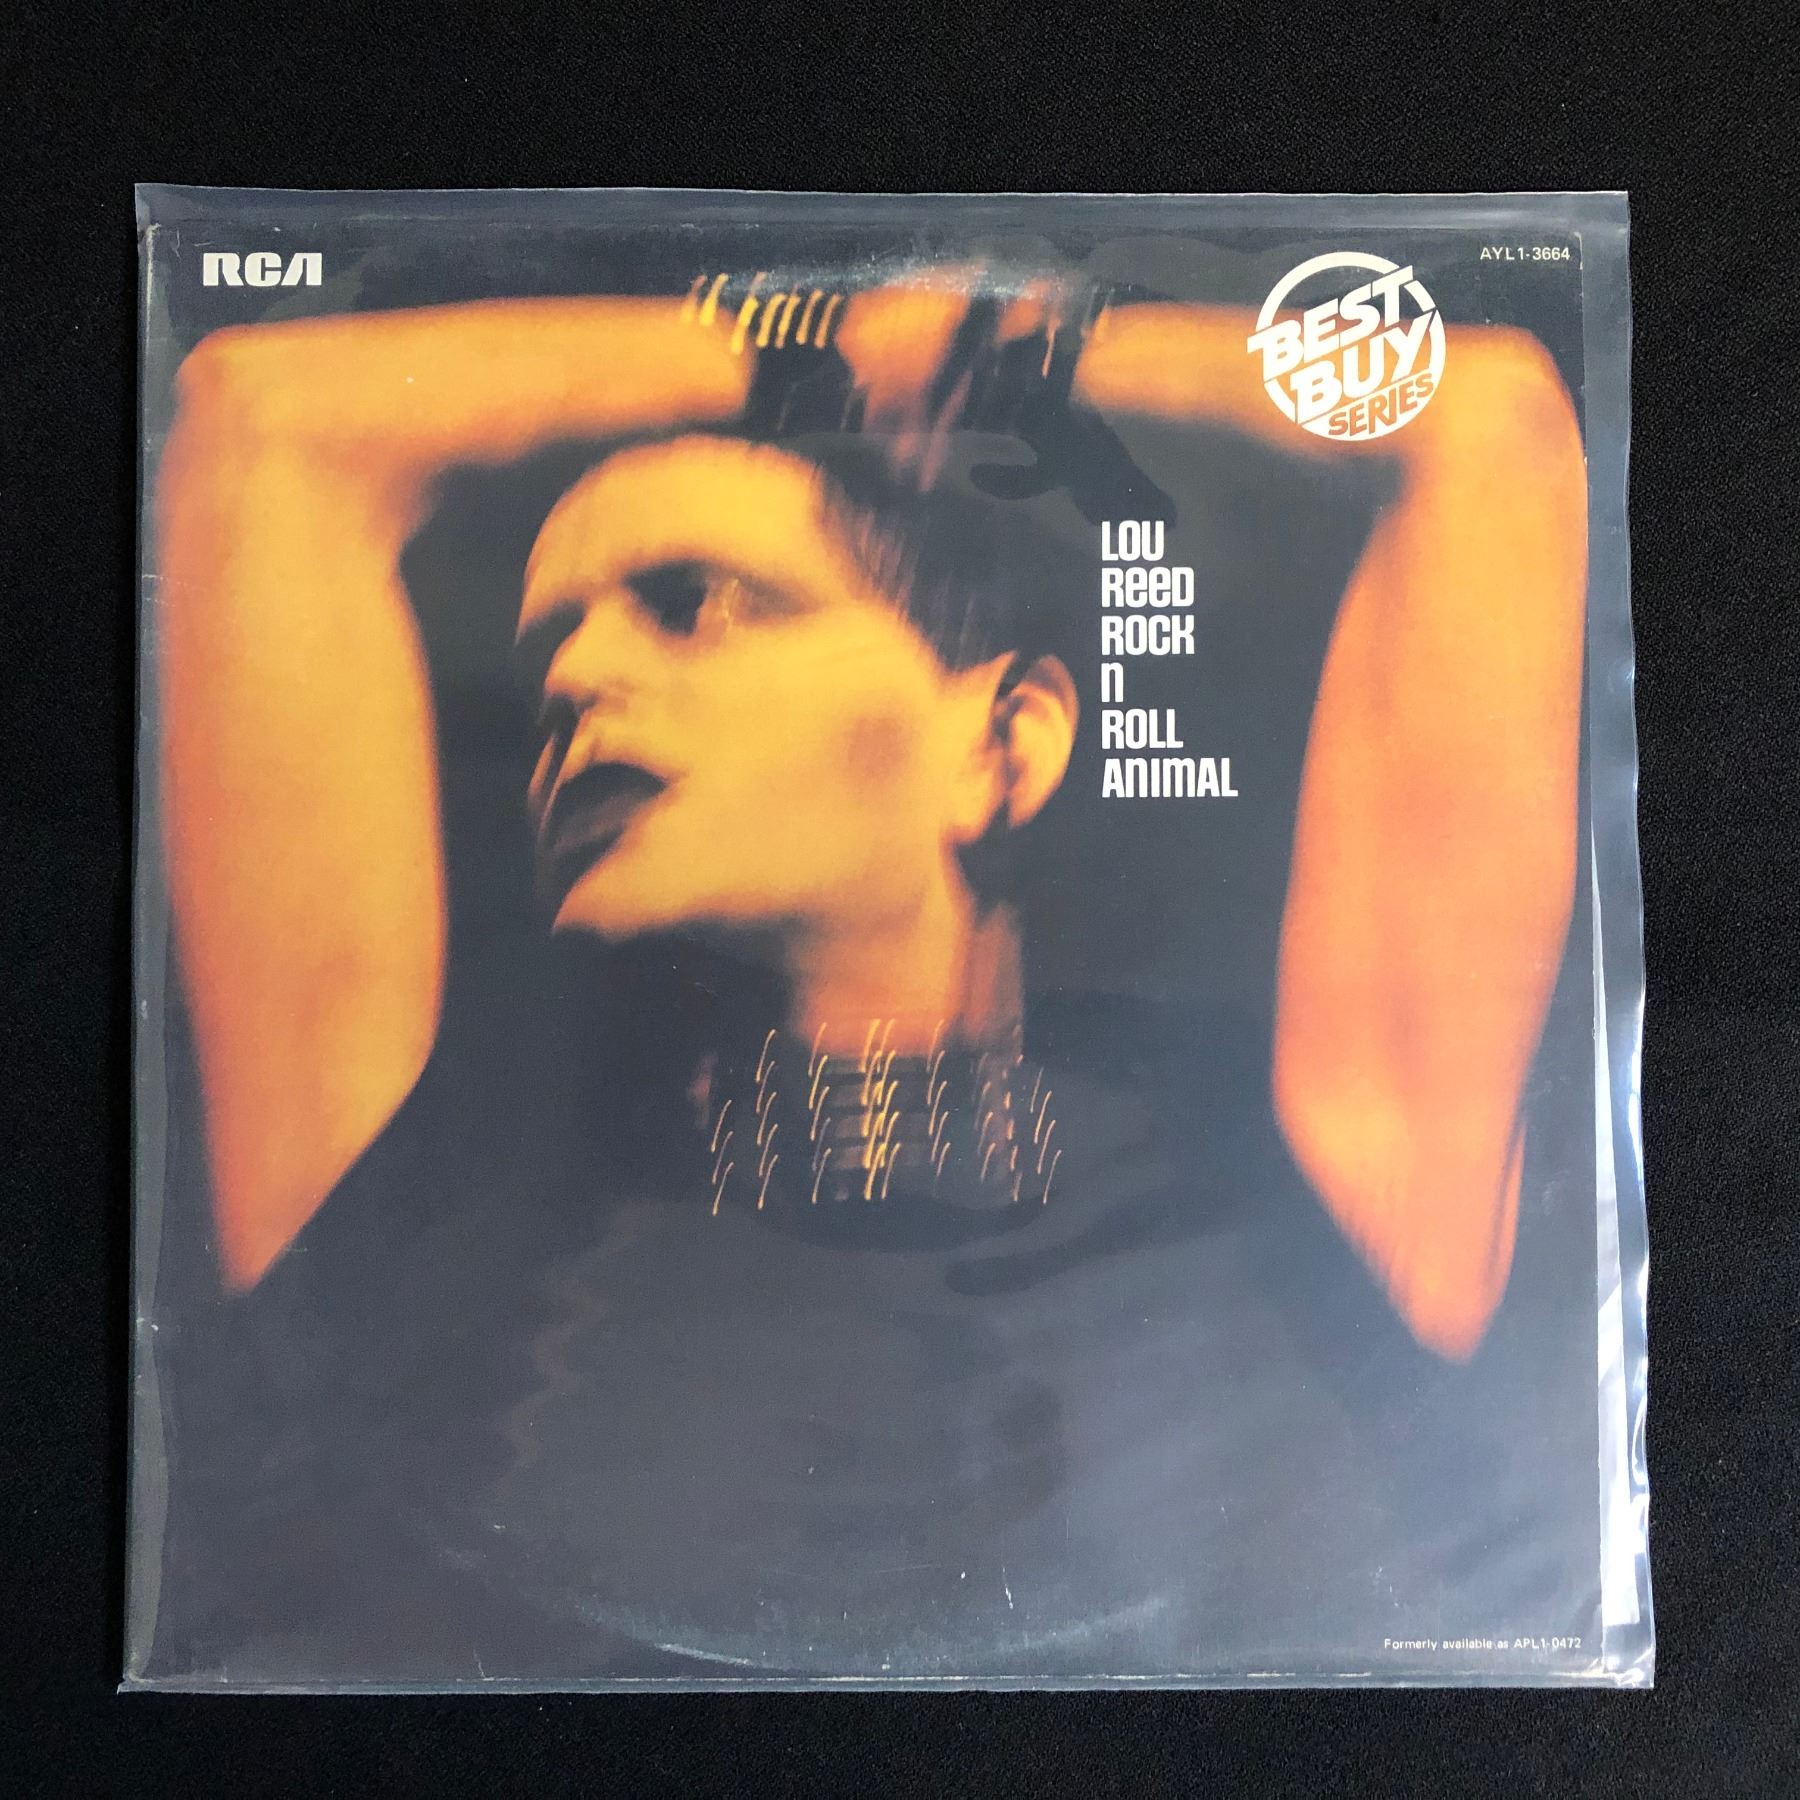 RCA
AYL1-3664
BEST
BUY
SERIES
LOU
REED
ROCK
N
ROLL
ANIMAL
Formerly available as APL1-0472